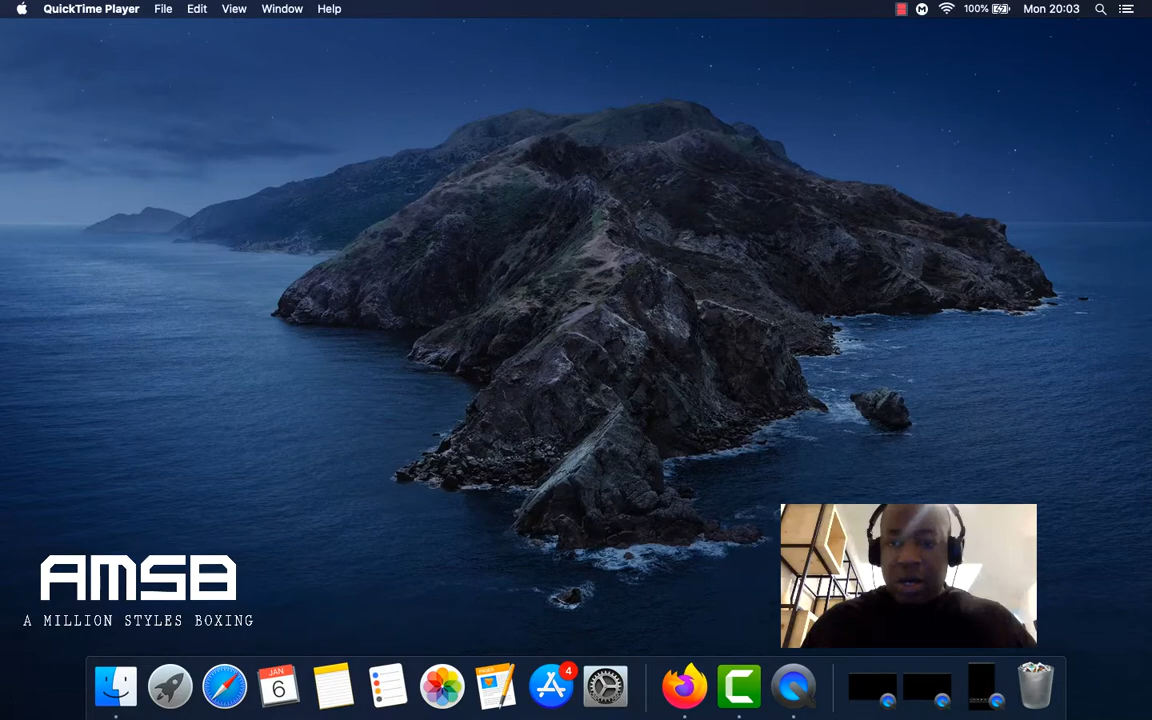 QuickTime Player File Edit View Window Help 100% Mon 20:03
AMSB
A MILLION STYLES BOXING
JAN
6
4